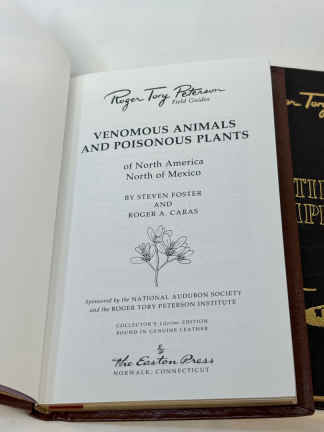 Roger Tory Peterson
Field Guides
VENOMOUS ANIMALS
AND POISONOUS PLANTS
of North America
North of Mexico
BY STEVEN FOSTER
AND
ROGER A. CARAS
Sponsored by the NATIONAL AUDUBON SOCIETY
and the ROGER TORY PETERSON INSTITUTE
COLLECTOR'S EDITION
BOUND IN GENUINE LEATHER
The Easton Press
NORWALK, CONNECTICUT